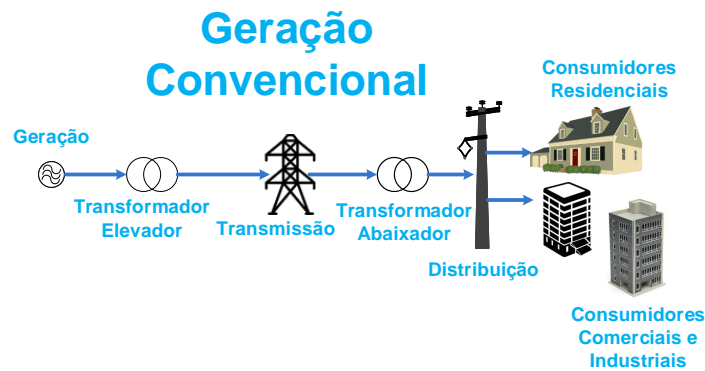 Geração
Convencional
Consumidores
Residenciais
Geração
Transformador
Elevador
Transmissão
Transformador
Abaixador
Distribuição
Consumidores
Comerciais e
Industriais